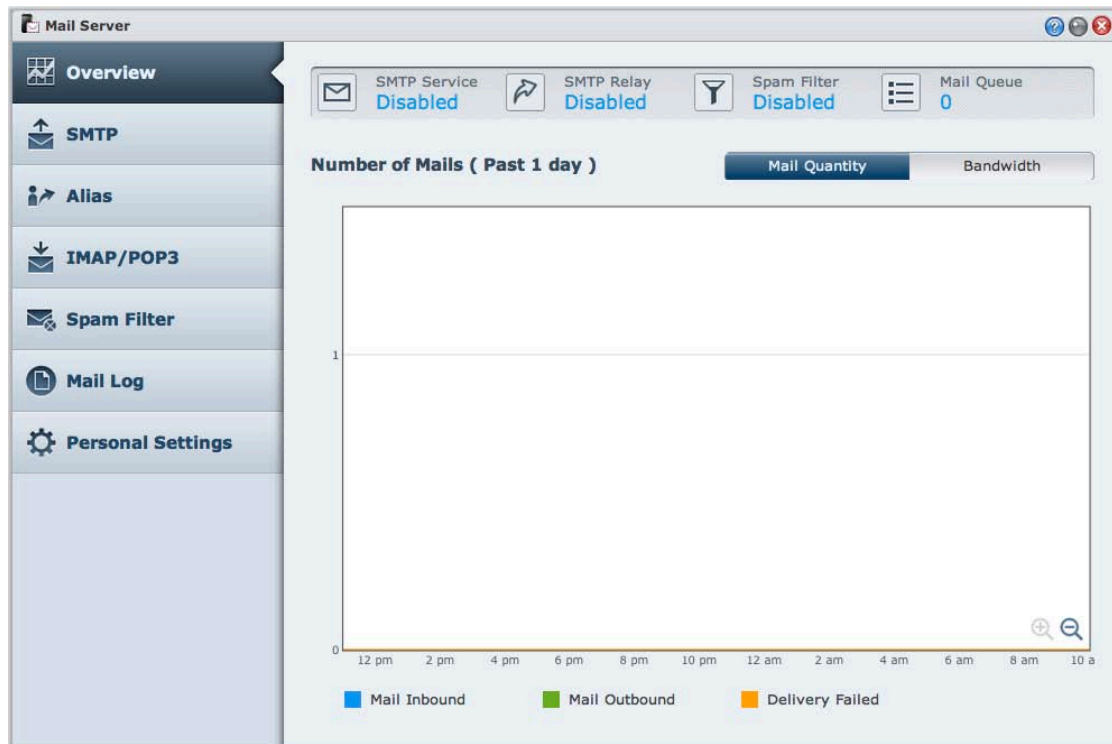 Mail Server
Overview
SMTP
Alias
IMAP/POP3
Spam Filter
Mail Log
Personal Settings
SMTP Service
Disabled
SMTP Relay
Disabled
Spam Filter
Disabled
Mail Queue
0
Number of Mails ( Past 1 day )
Mail Quantity
Bandwidth
1
0
12 pm 2 pm 4 pm 6 pm 8 pm 10 pm 12 am 2 am 4 am 6 am 8 am 10 a
Mail Inbound
Mail Outbound
Delivery Failed